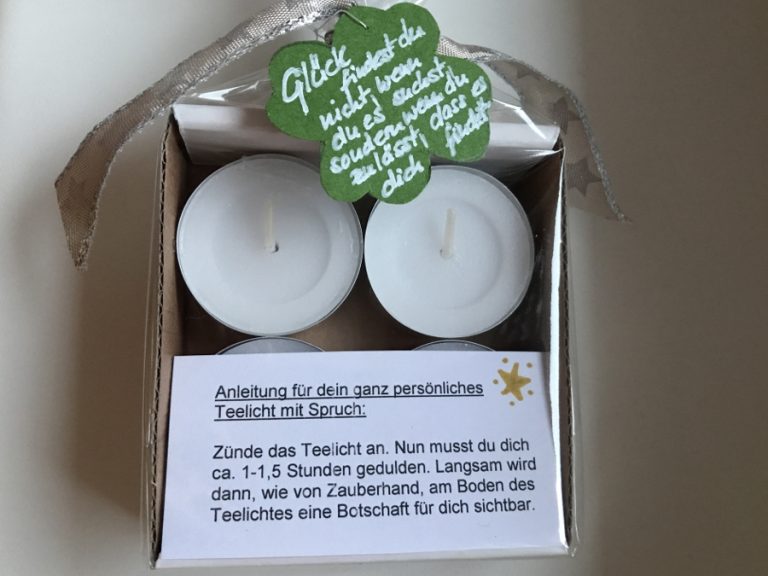 Glück
findest du
nicht, wenn
du es suchst,
sondern wenn du
zulässt, dass es
dich findet
Anleitung für dein ganz persönliches
Teelicht mit Spruch:
Zünde das Teelicht an. Nun musst du dich
ca. 1-1,5 Stunden gedulden. Langsam wird
dann, wie von Zauberhand, am Boden des
Teelichtes eine Botschaft für dich sichtbar.